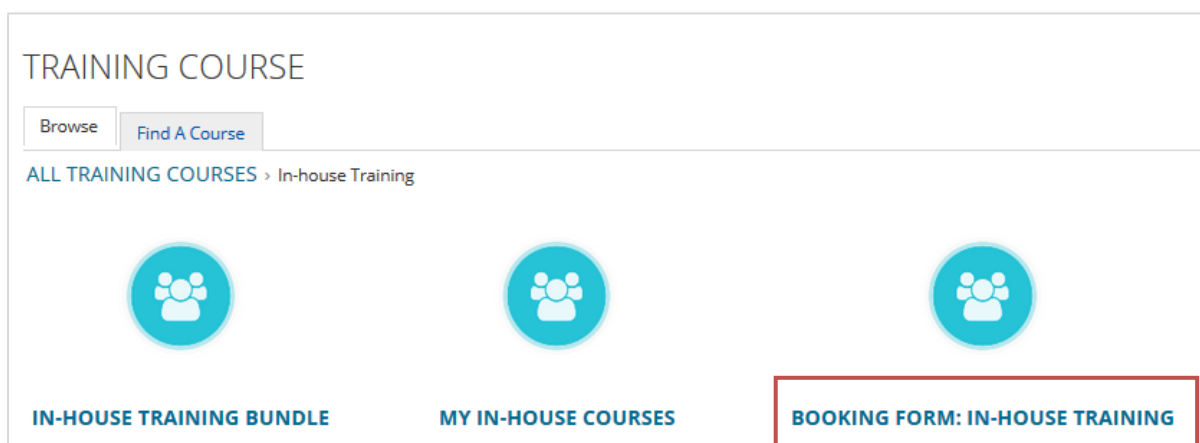 TRAINING COURSE
Browse
Find A Course
ALL TRAINING COURSES › In-house Training
IN-HOUSE TRAINING BUNDLE
MY IN-HOUSE COURSES
BOOKING FORM: IN-HOUSE TRAINING